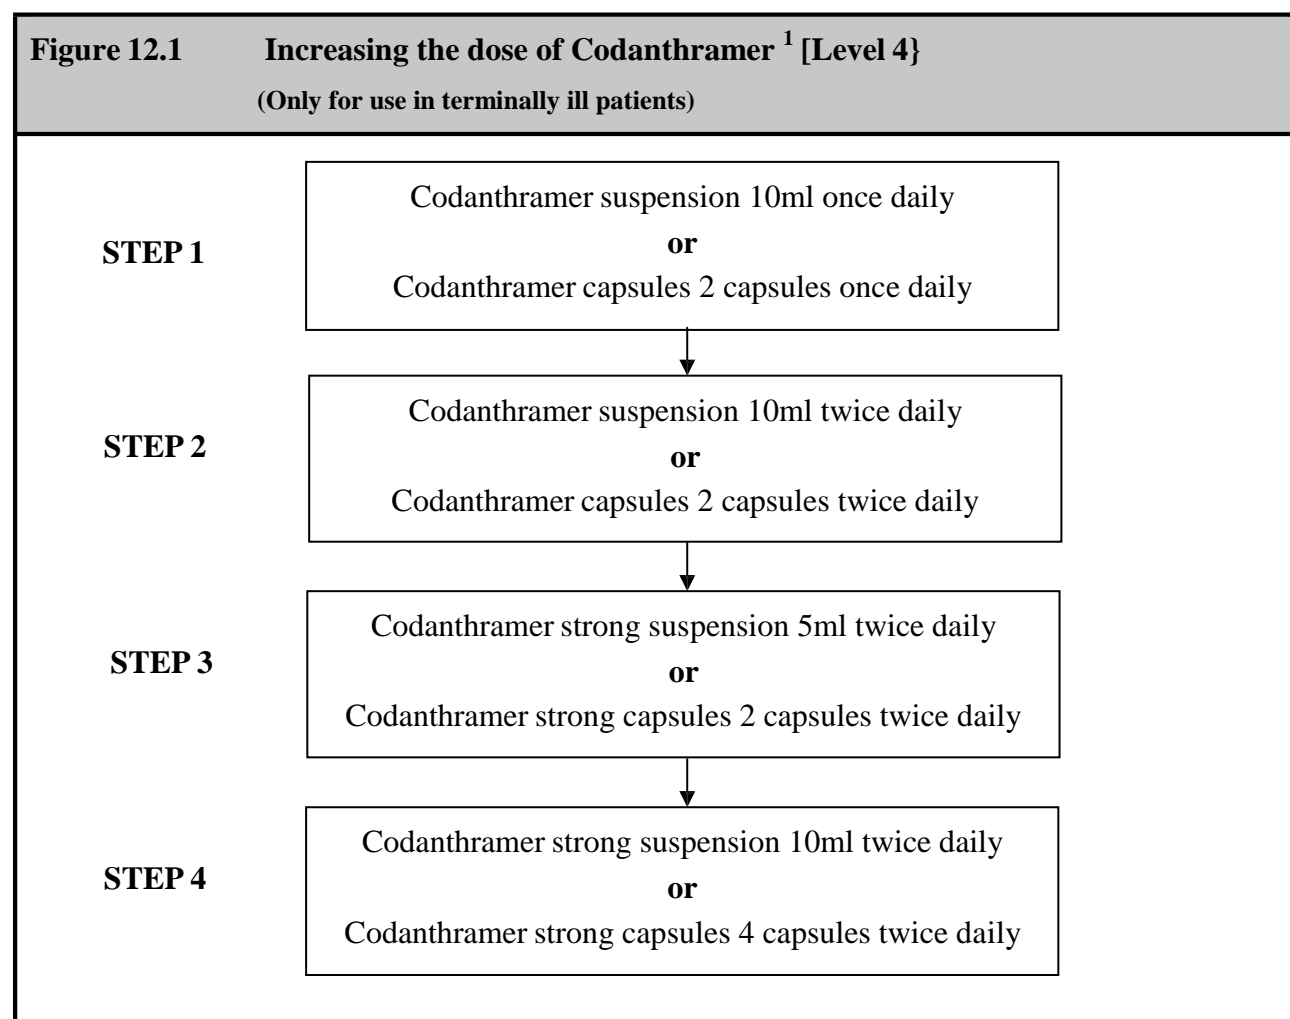 Figure 12.1 Increasing the dose of Codanthramer 1 [Level 4}
(Only for use in terminally ill patients)
STEP 1
Codanthramer suspension 10ml once daily
or
Codanthramer capsules 2 capsules once daily
STEP 2
Codanthramer suspension 10ml twice daily
or
Codanthramer capsules 2 capsules twice daily
STEP 3
Codanthramer strong suspension 5ml twice daily
or
Codanthramer strong capsules 2 capsules twice daily
STEP 4
Codanthramer strong suspension 10ml twice daily
or
Codanthramer strong capsules 4 capsules twice daily